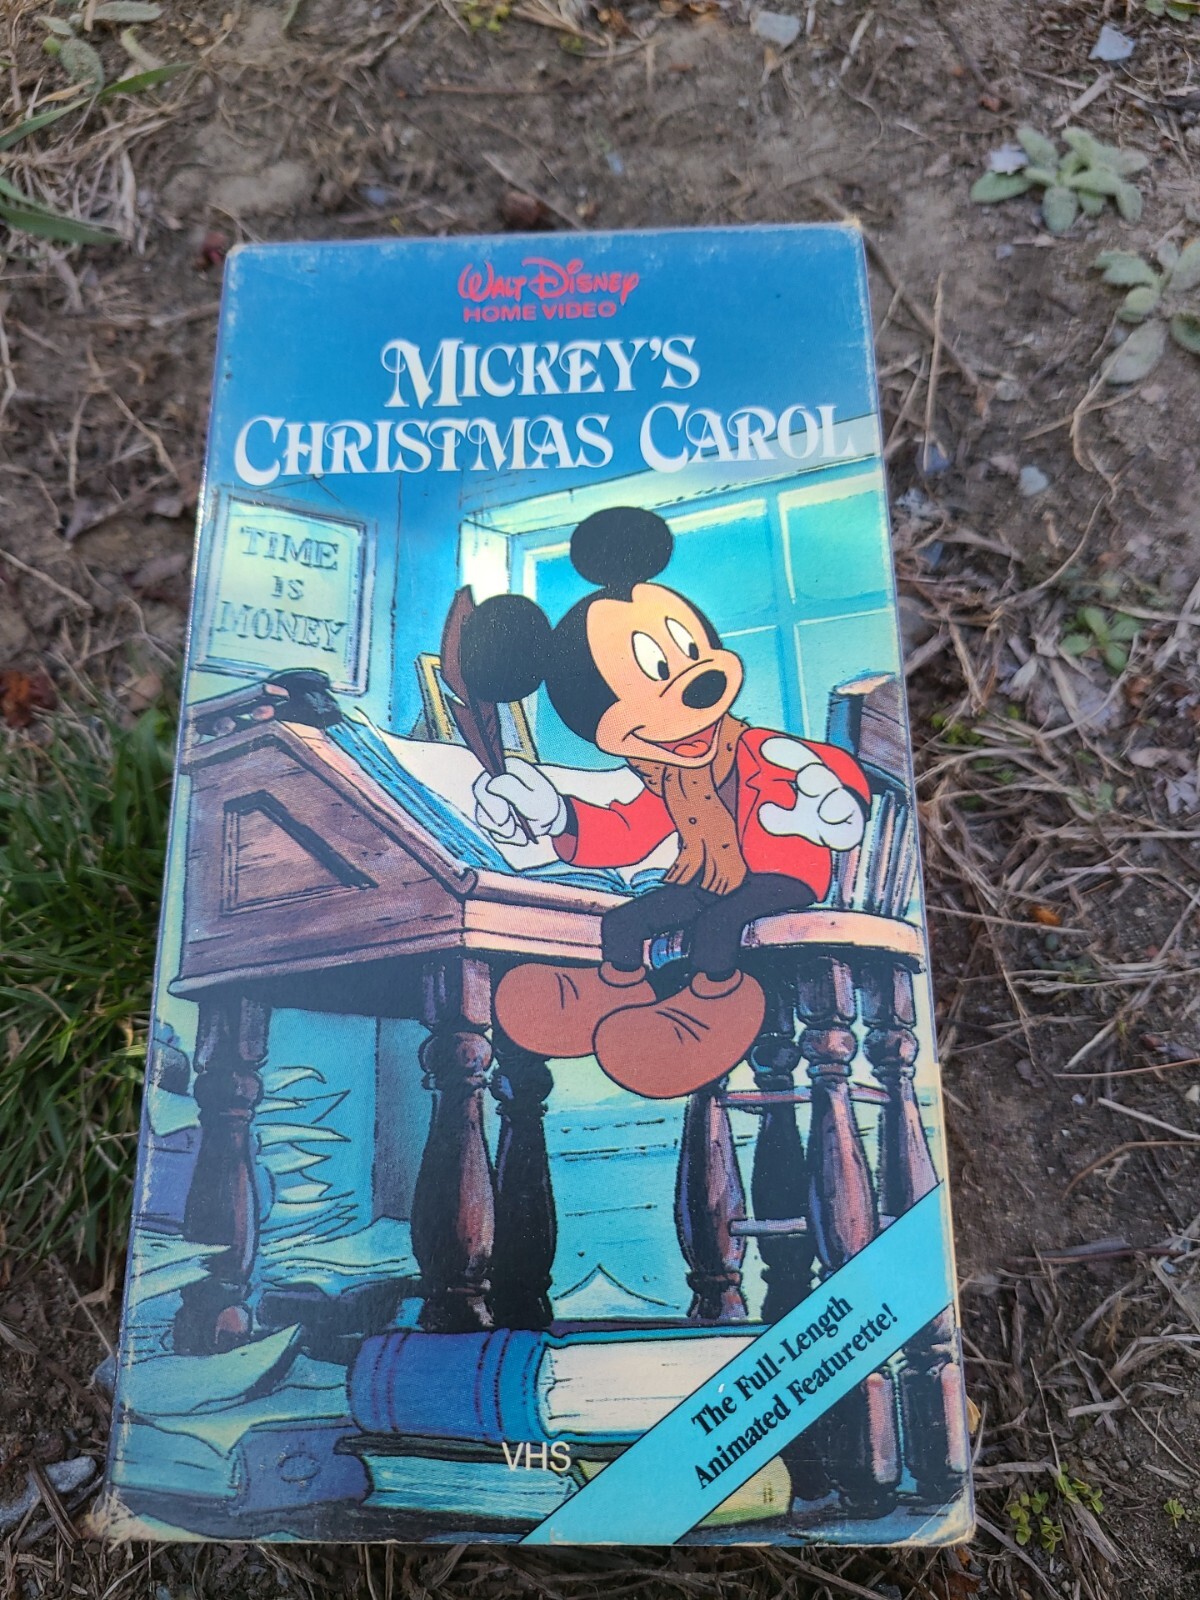 WALT DISNEY
HOME VIDEO
MICKEY'S
CHRISTMAS CAROL
TIME
IS
MONEY
The Full-Length
Animated Featurette!
VHS